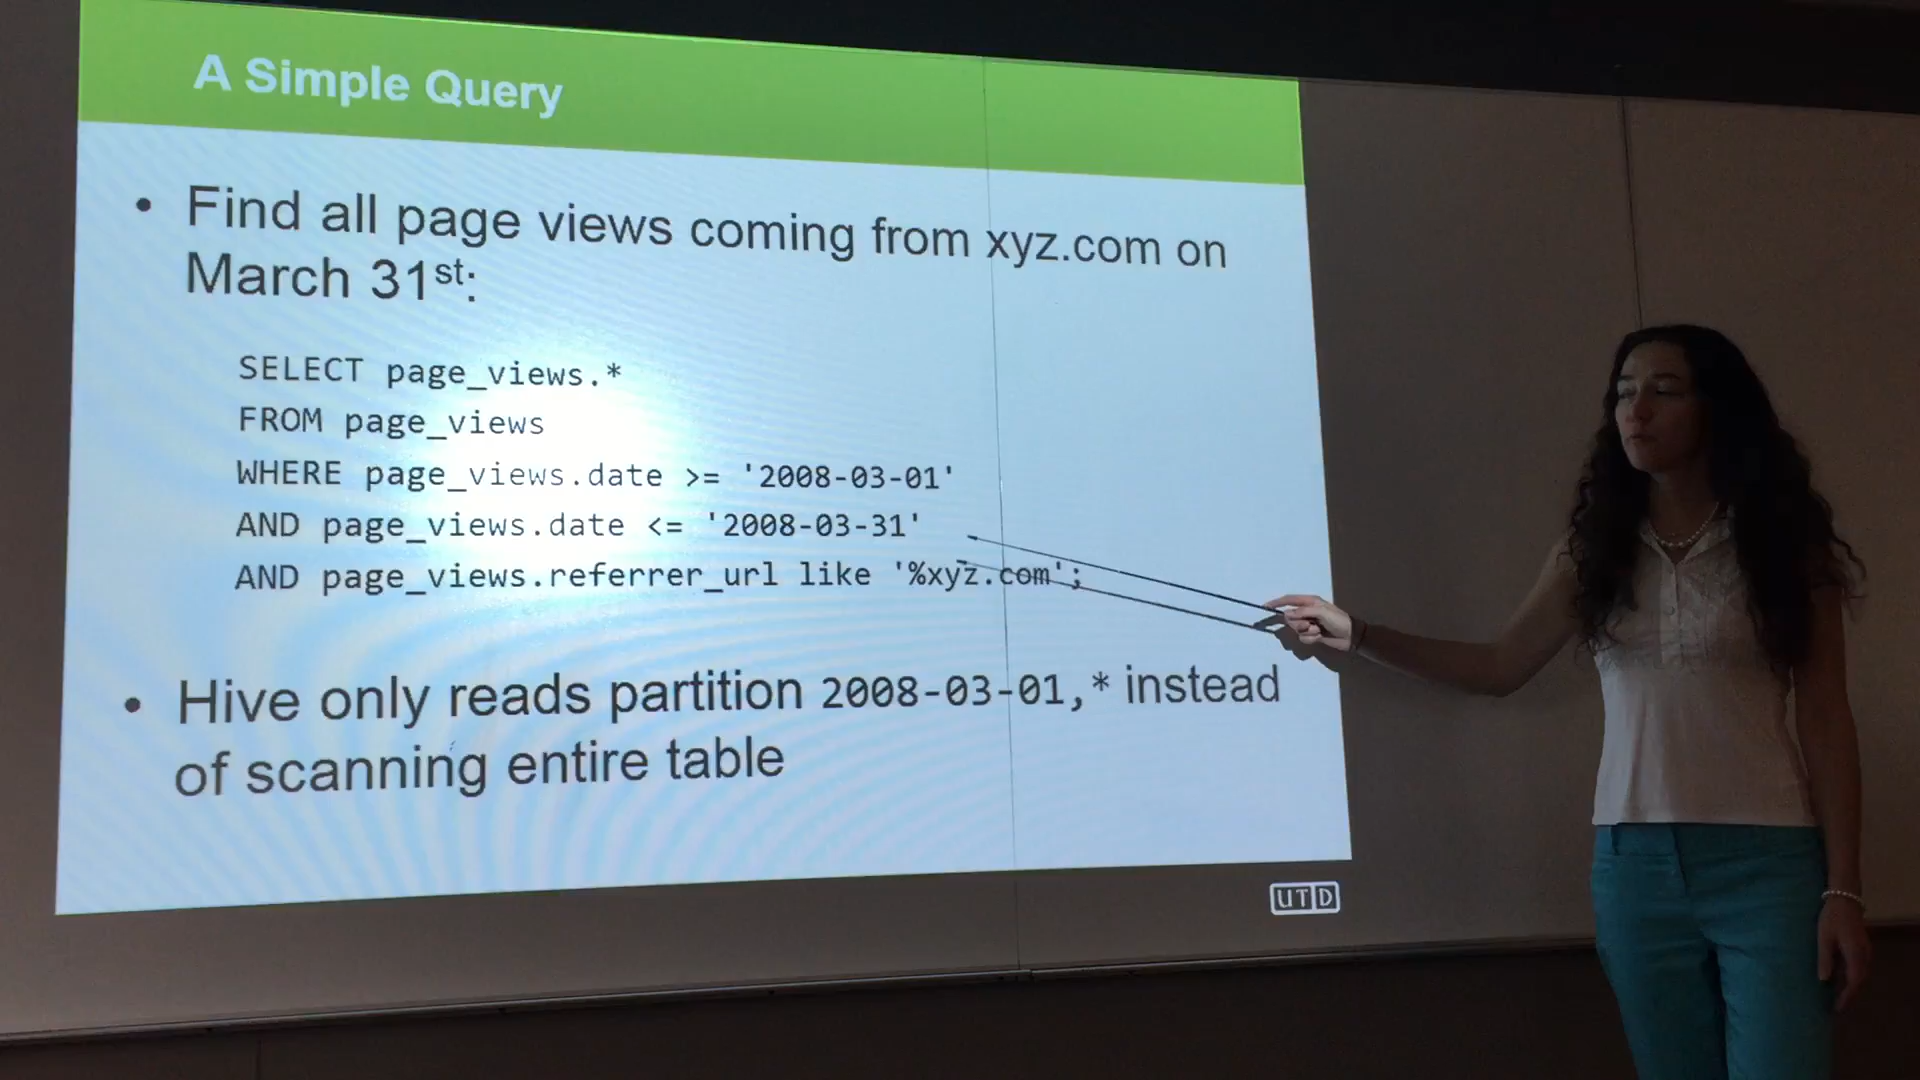 A Simple Query
• Find all page views coming from xyz.com on
March 31st:
SELECT page_views.*
FROM page_views
WHERE page_views.date >= '2008-03-01'
AND page_views.date <= '2008-03-31'
AND page_views.referrer_url like '%xyz.com';
• Hive only reads partition 2008-03-01,* instead
of scanning entire table
UTD